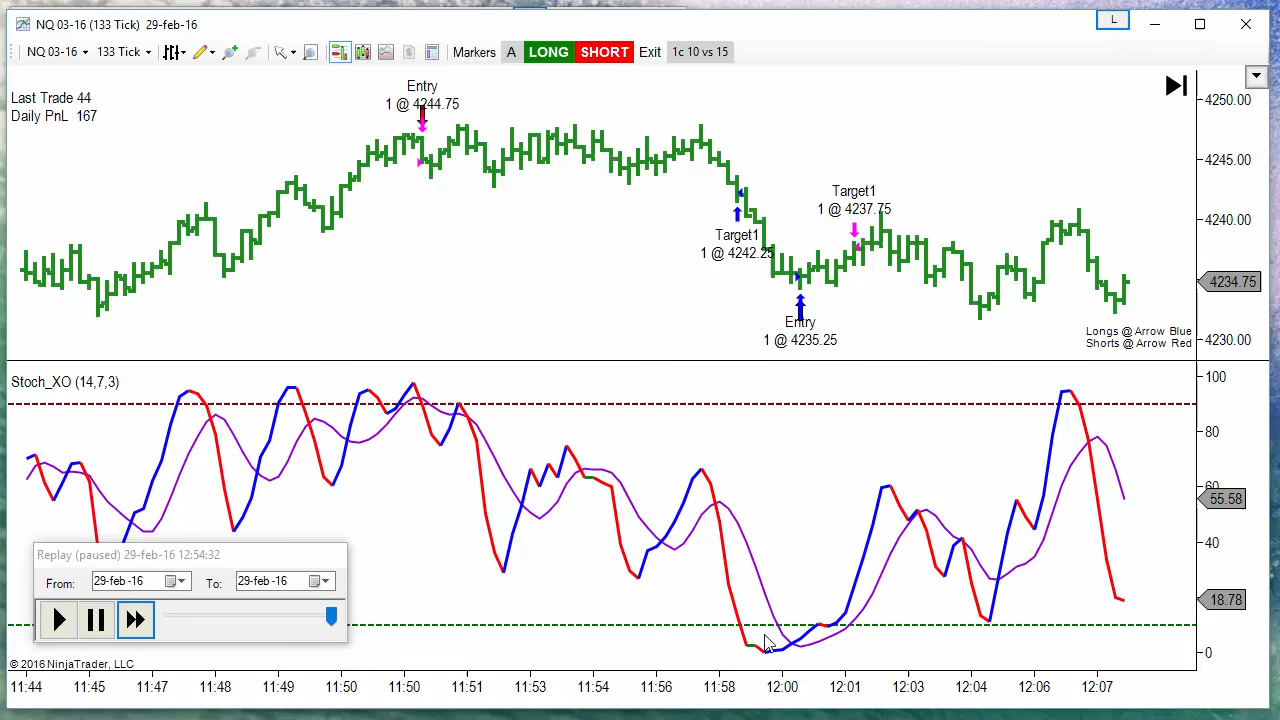 NQ 03-16 (133 Tick) 29-feb-16
L
NQ 03-16 133 Tick Markers A LONG SHORT Exit 1c 10 vs 15
Last Trade 44
Daily PnL 167
Entry
1 @ 4244.75
Target1
1 @ 4242.25
Entry
1 @ 4235.25
Target1
1 @ 4237.75
4250.00
4245.00
4240.00
4234.75
4230.00
Longs @ Arrow Blue
Shorts @ Arrow Red
Stoch_XO (14,7,3)
100
80
60
55.58
40
18.78
0
Replay (paused) 29-feb-16 12:54:32
From: 29-feb -16 To: 29-feb -16
© 2016 NinjaTrader, LLC
11:44 11:45 11:47 11:48 11:50 11:50 11:51 11:54 11:56 11:58 12:00 12:01 12:03 12:04 12:06 12:07